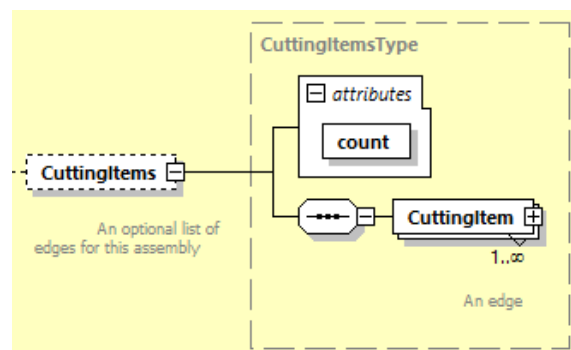 CuttingItemsType
attributes
count
CuttingItems
An optional list of
edges for this assembly
CuttingItem
1..∞
An edge